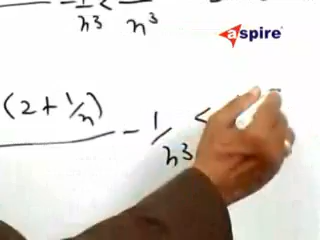 aspire
- 1/n³ < n³
(2 + 1/n) - 1/n³ <